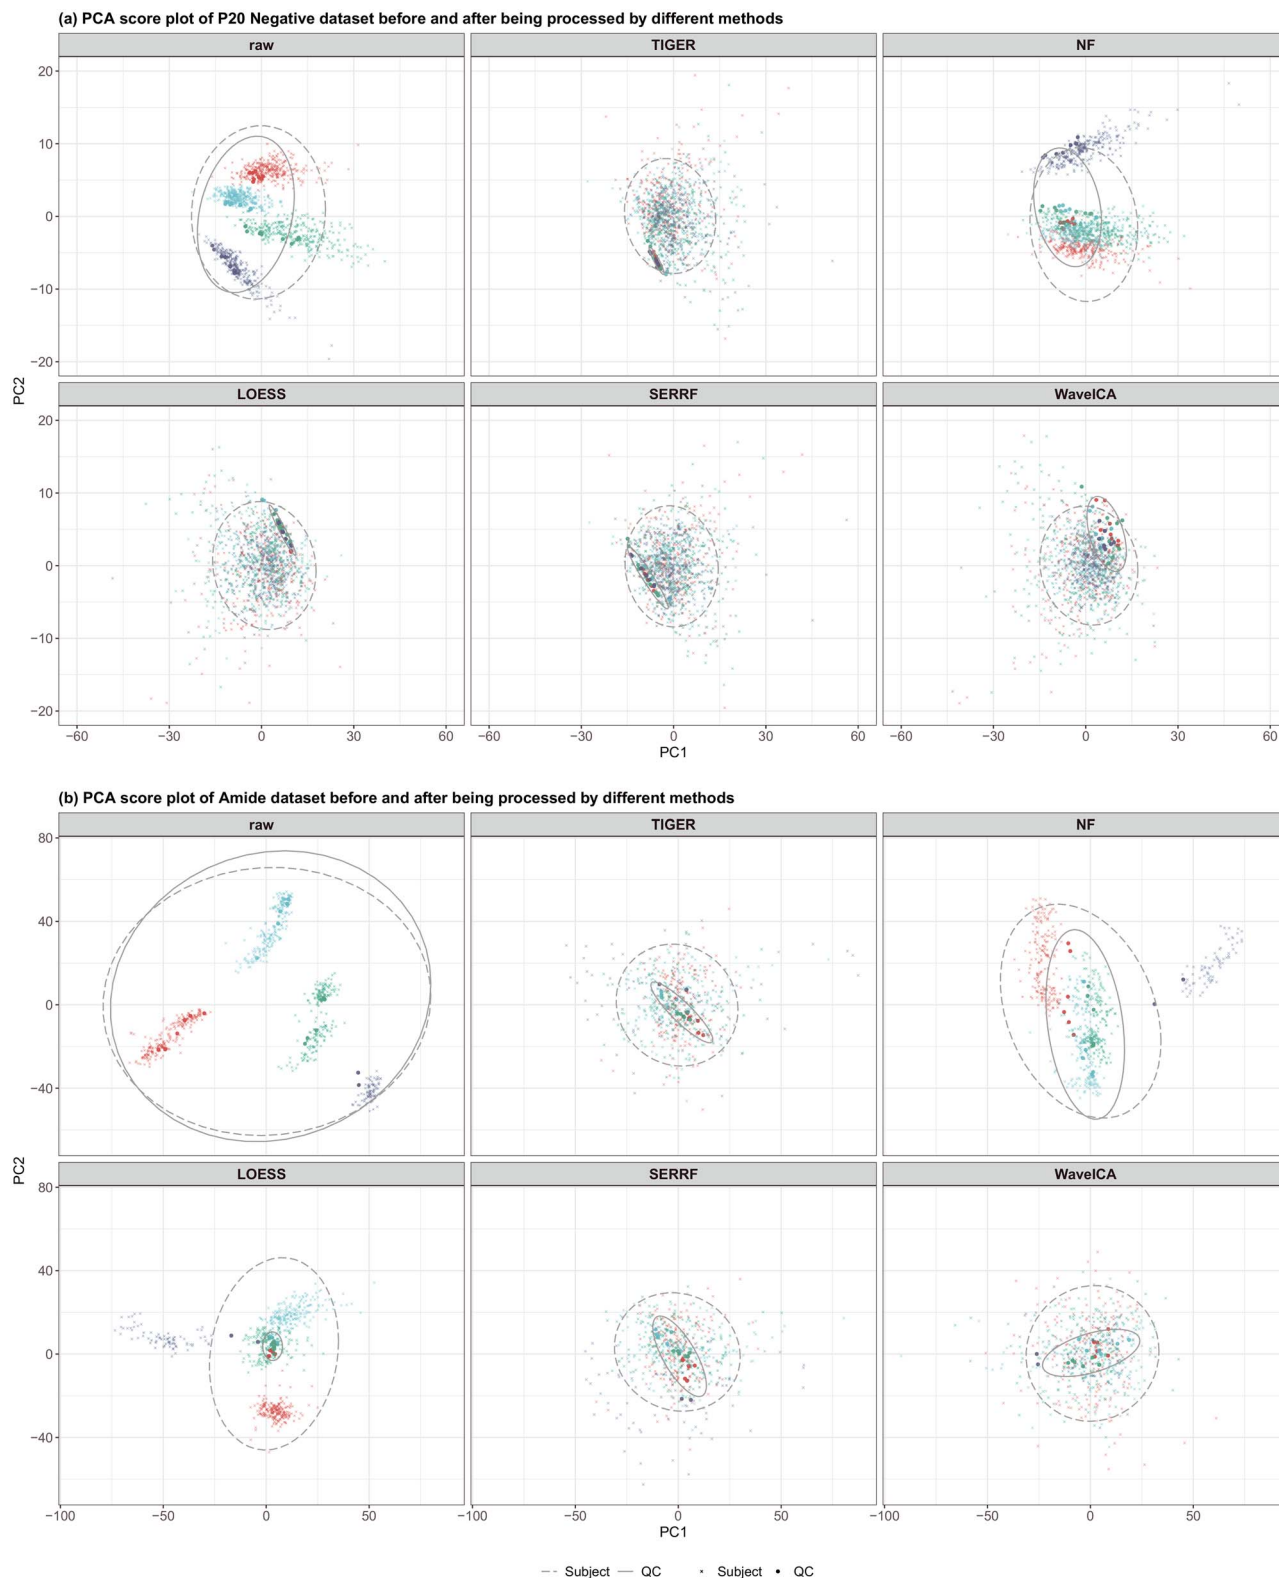 (a) PCA score plot of P20 Negative dataset before and after being processed by different methods
raw TIGER NF
20
10
0
−10
−20
LOESS SERRF WaveICA
20
10
0
−10
−20
PC2
−60 −30 0 30 60 −60 −30 0 30 60 −60 −30 0 30 60
PC1
(b) PCA score plot of Amide dataset before and after being processed by different methods
raw TIGER NF
80
40
0
−40
LOESS SERRF WaveICA
80
40
0
−40
PC2
−100 −50 0 50 −100 −50 0 50 −100 −50 0 50
PC1
Subject QC Subject QC